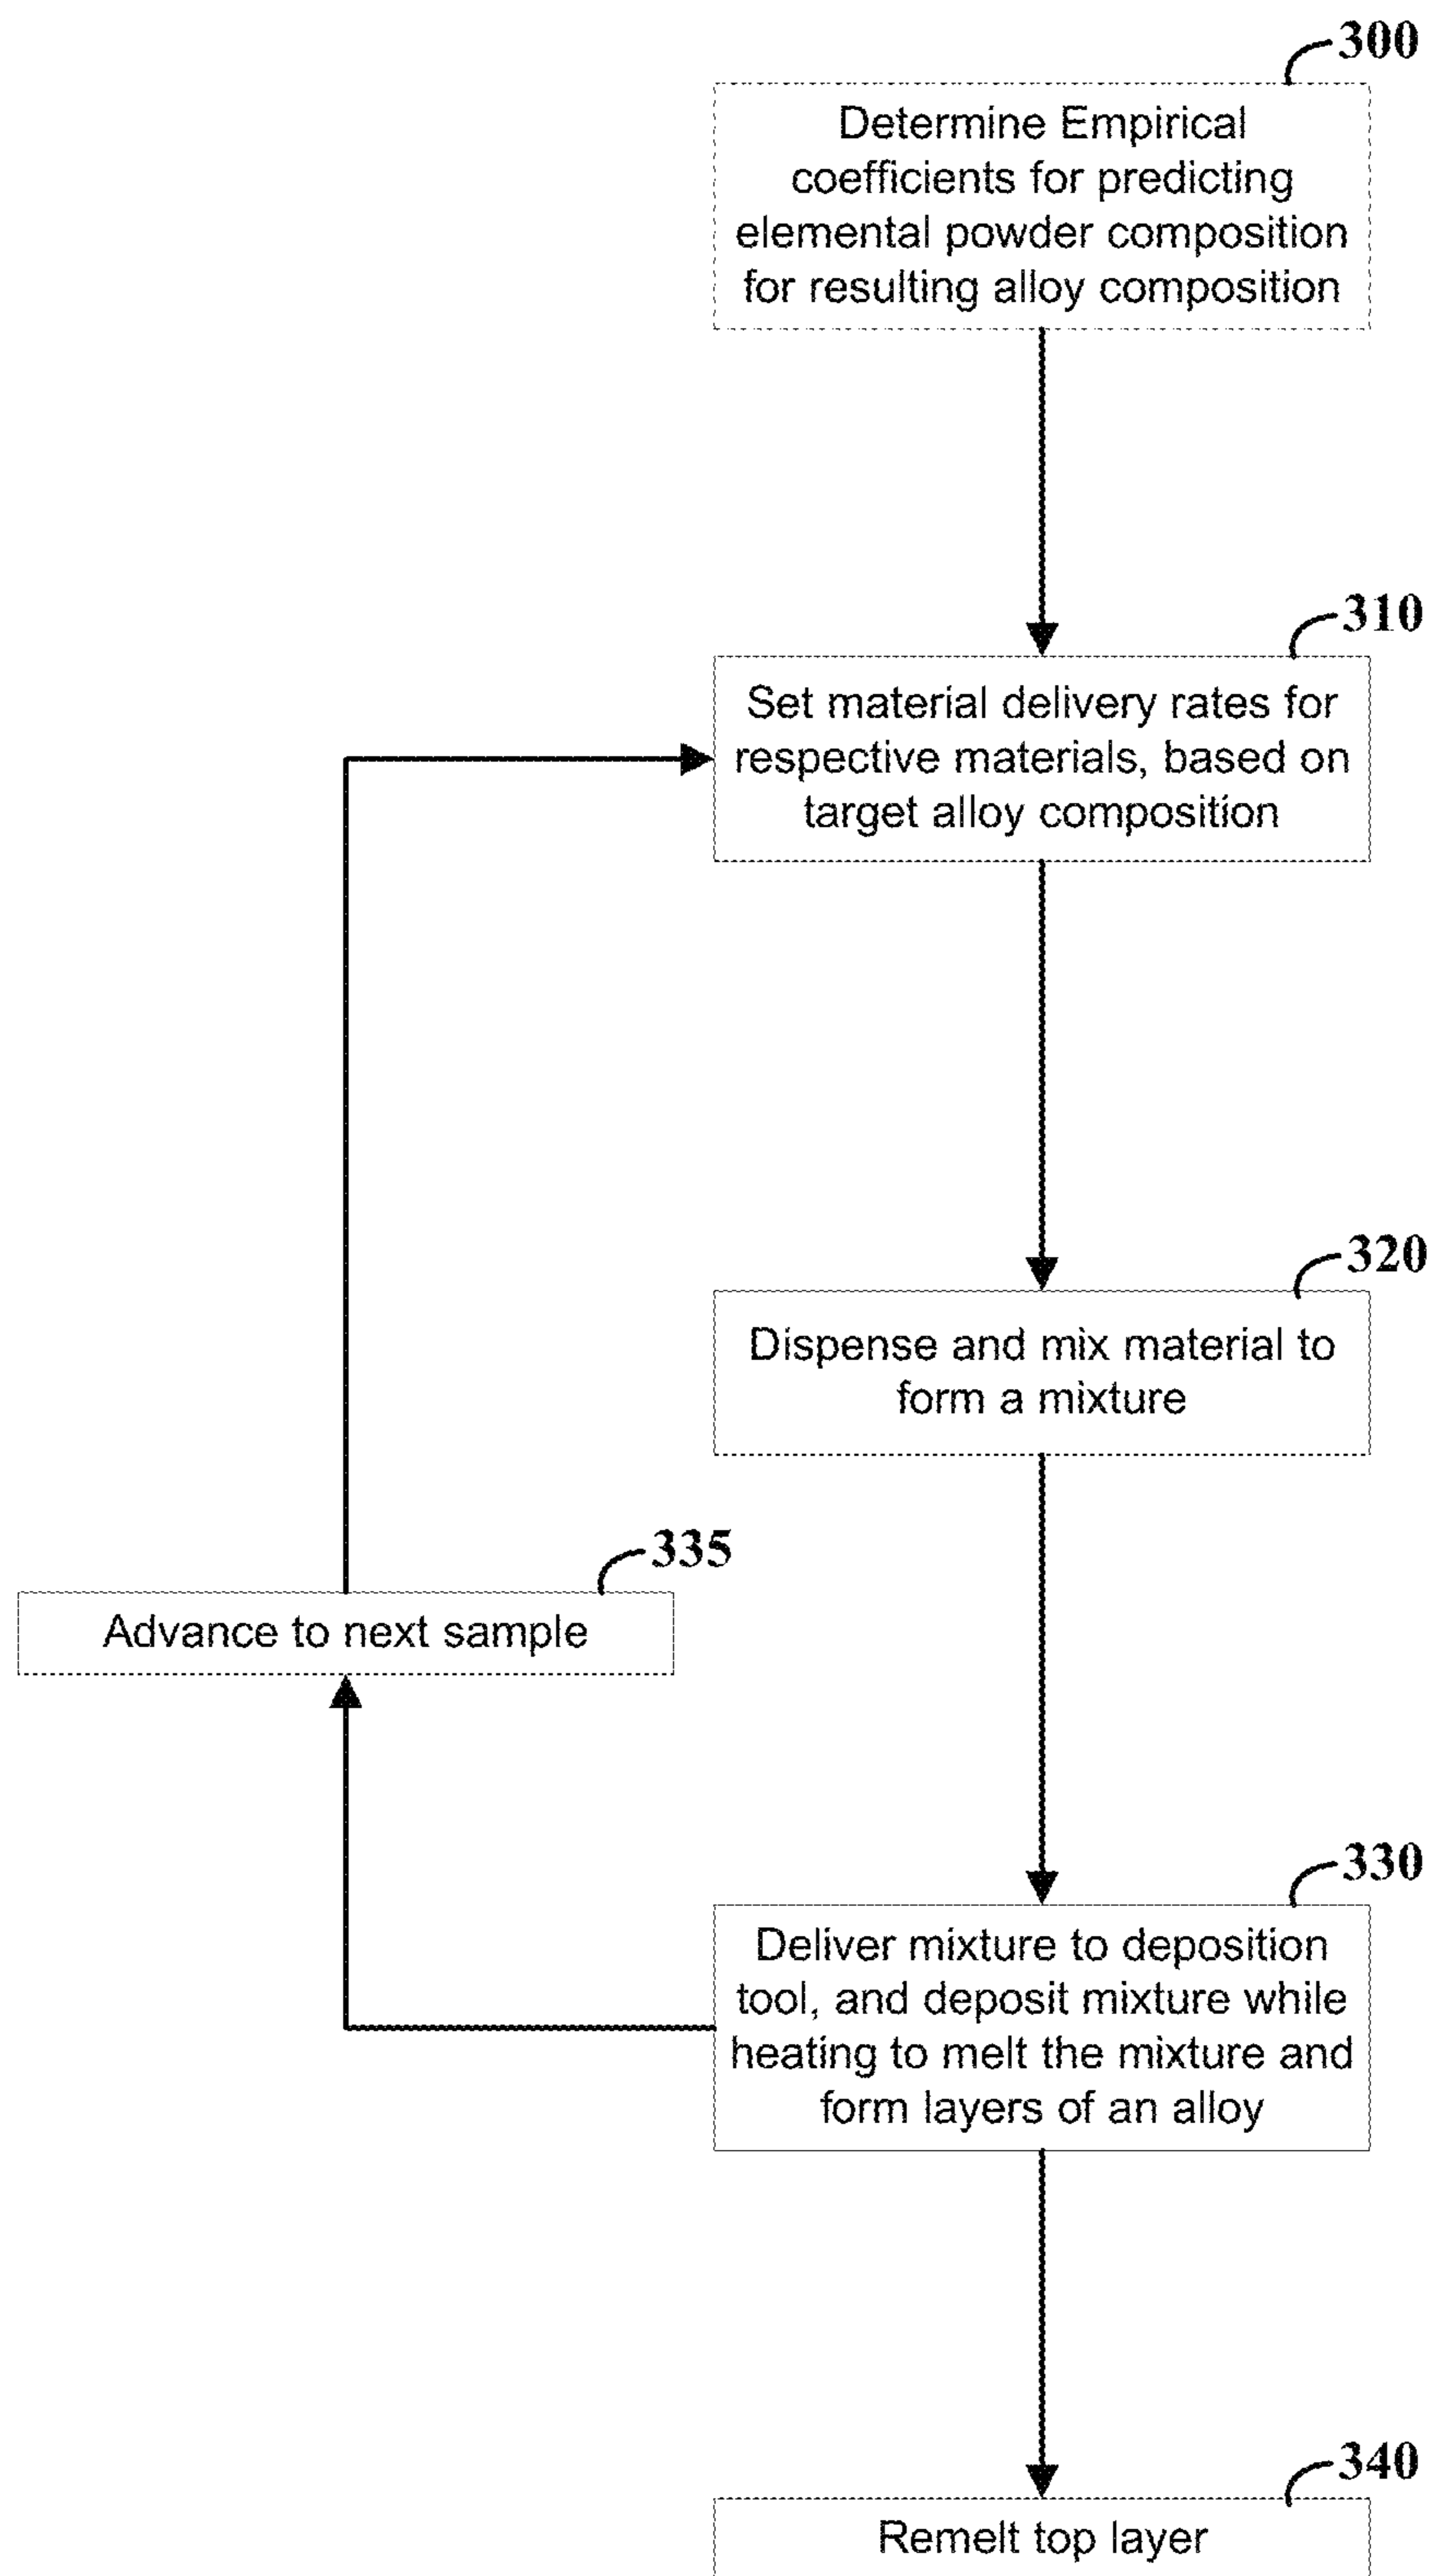 300
Determine Empirical
coefficients for predicting
elemental powder composition
for resulting alloy composition
310
Set material delivery rates for
respective materials, based on
target alloy composition
320
Dispense and mix material to
form a mixture
335
Advance to next sample
330
Deliver mixture to deposition
tool, and deposit mixture while
heating to melt the mixture and
form layers of an alloy
340
Remelt top layer